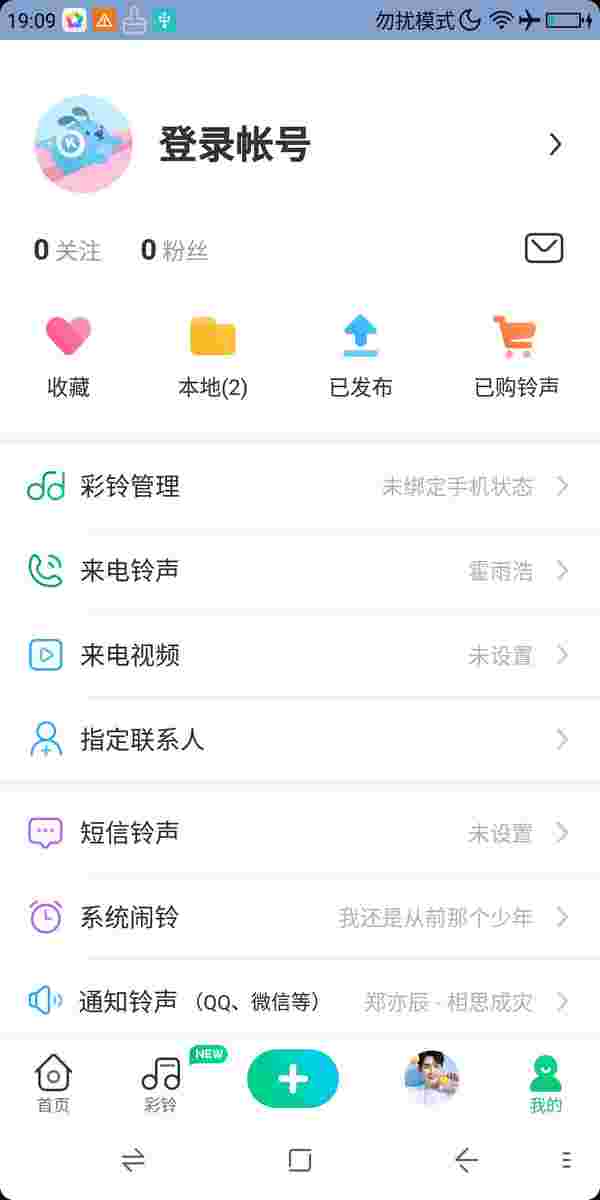 19:09 勿扰模式
登录帐号
0 关注 0 粉丝
收藏 本地(2) 已发布 已购铃声
彩铃管理 未绑定手机状态
来电铃声 霍雨浩
来电视频 未设置
指定联系人
短信铃声 未设置
系统闹铃 我还是从前那个少年
通知铃声（QQ、微信等） 郑亦辰 - 相思成灾
NEW
首页 彩铃 我的